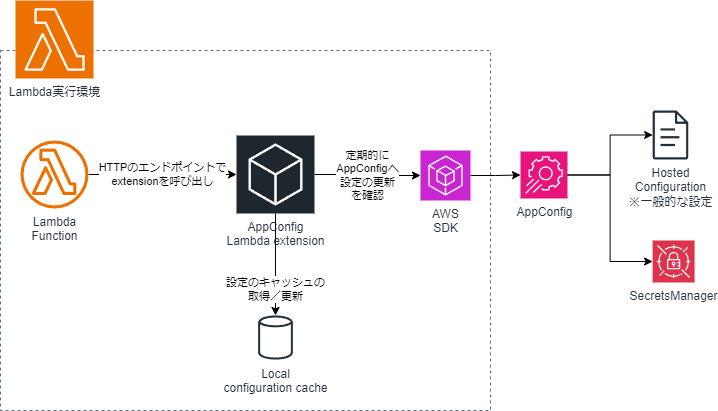 Lambda実行環境
HTTPのエンドポイントで
extensionを呼び出し
Lambda
Function
AppConfig
Lambda extension
定期的に
AppConfigへ
設定の更新
を確認
AWS
SDK
AppConfig
Hosted
Configuration
※一般的な設定
SecretsManager
設定のキャッシュの
取得／更新
Local
configuration cache